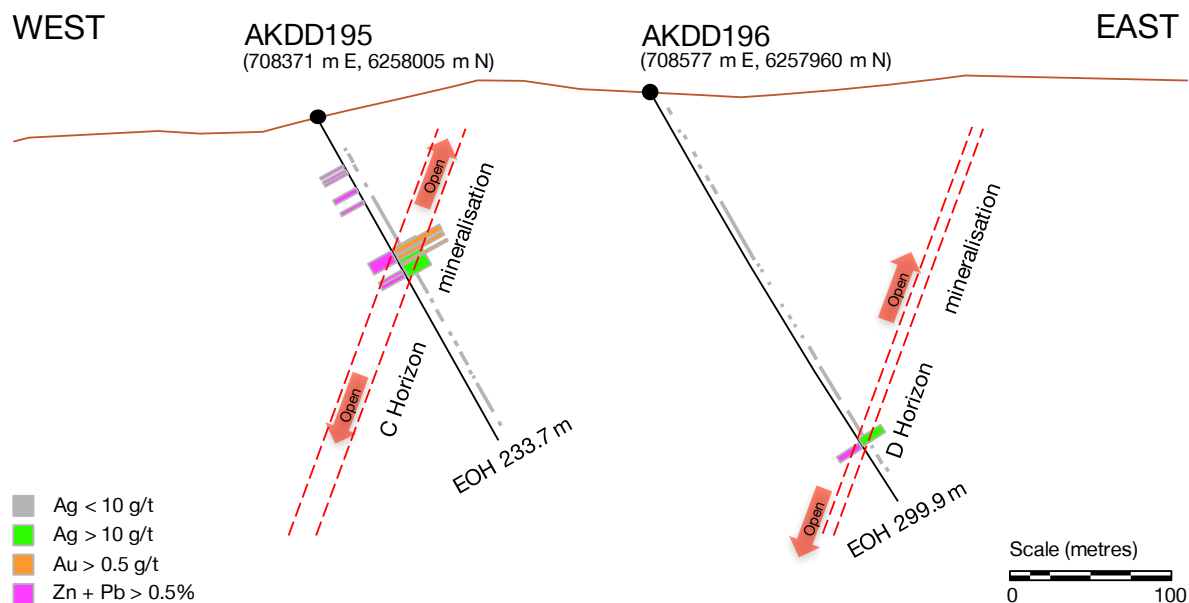 WEST
EAST
AKDD195
(708371 m E, 6258005 m N)
AKDD196
(708577 m E, 6257960 m N)
Open
mineralisation
C Horizon
Open
EOH 233.7 m
Open
mineralisation
D Horizon
Open
EOH 299.9 m
Ag < 10 g/t
Ag > 10 g/t
Au > 0.5 g/t
Zn + Pb > 0.5%
Scale (metres)
0 100